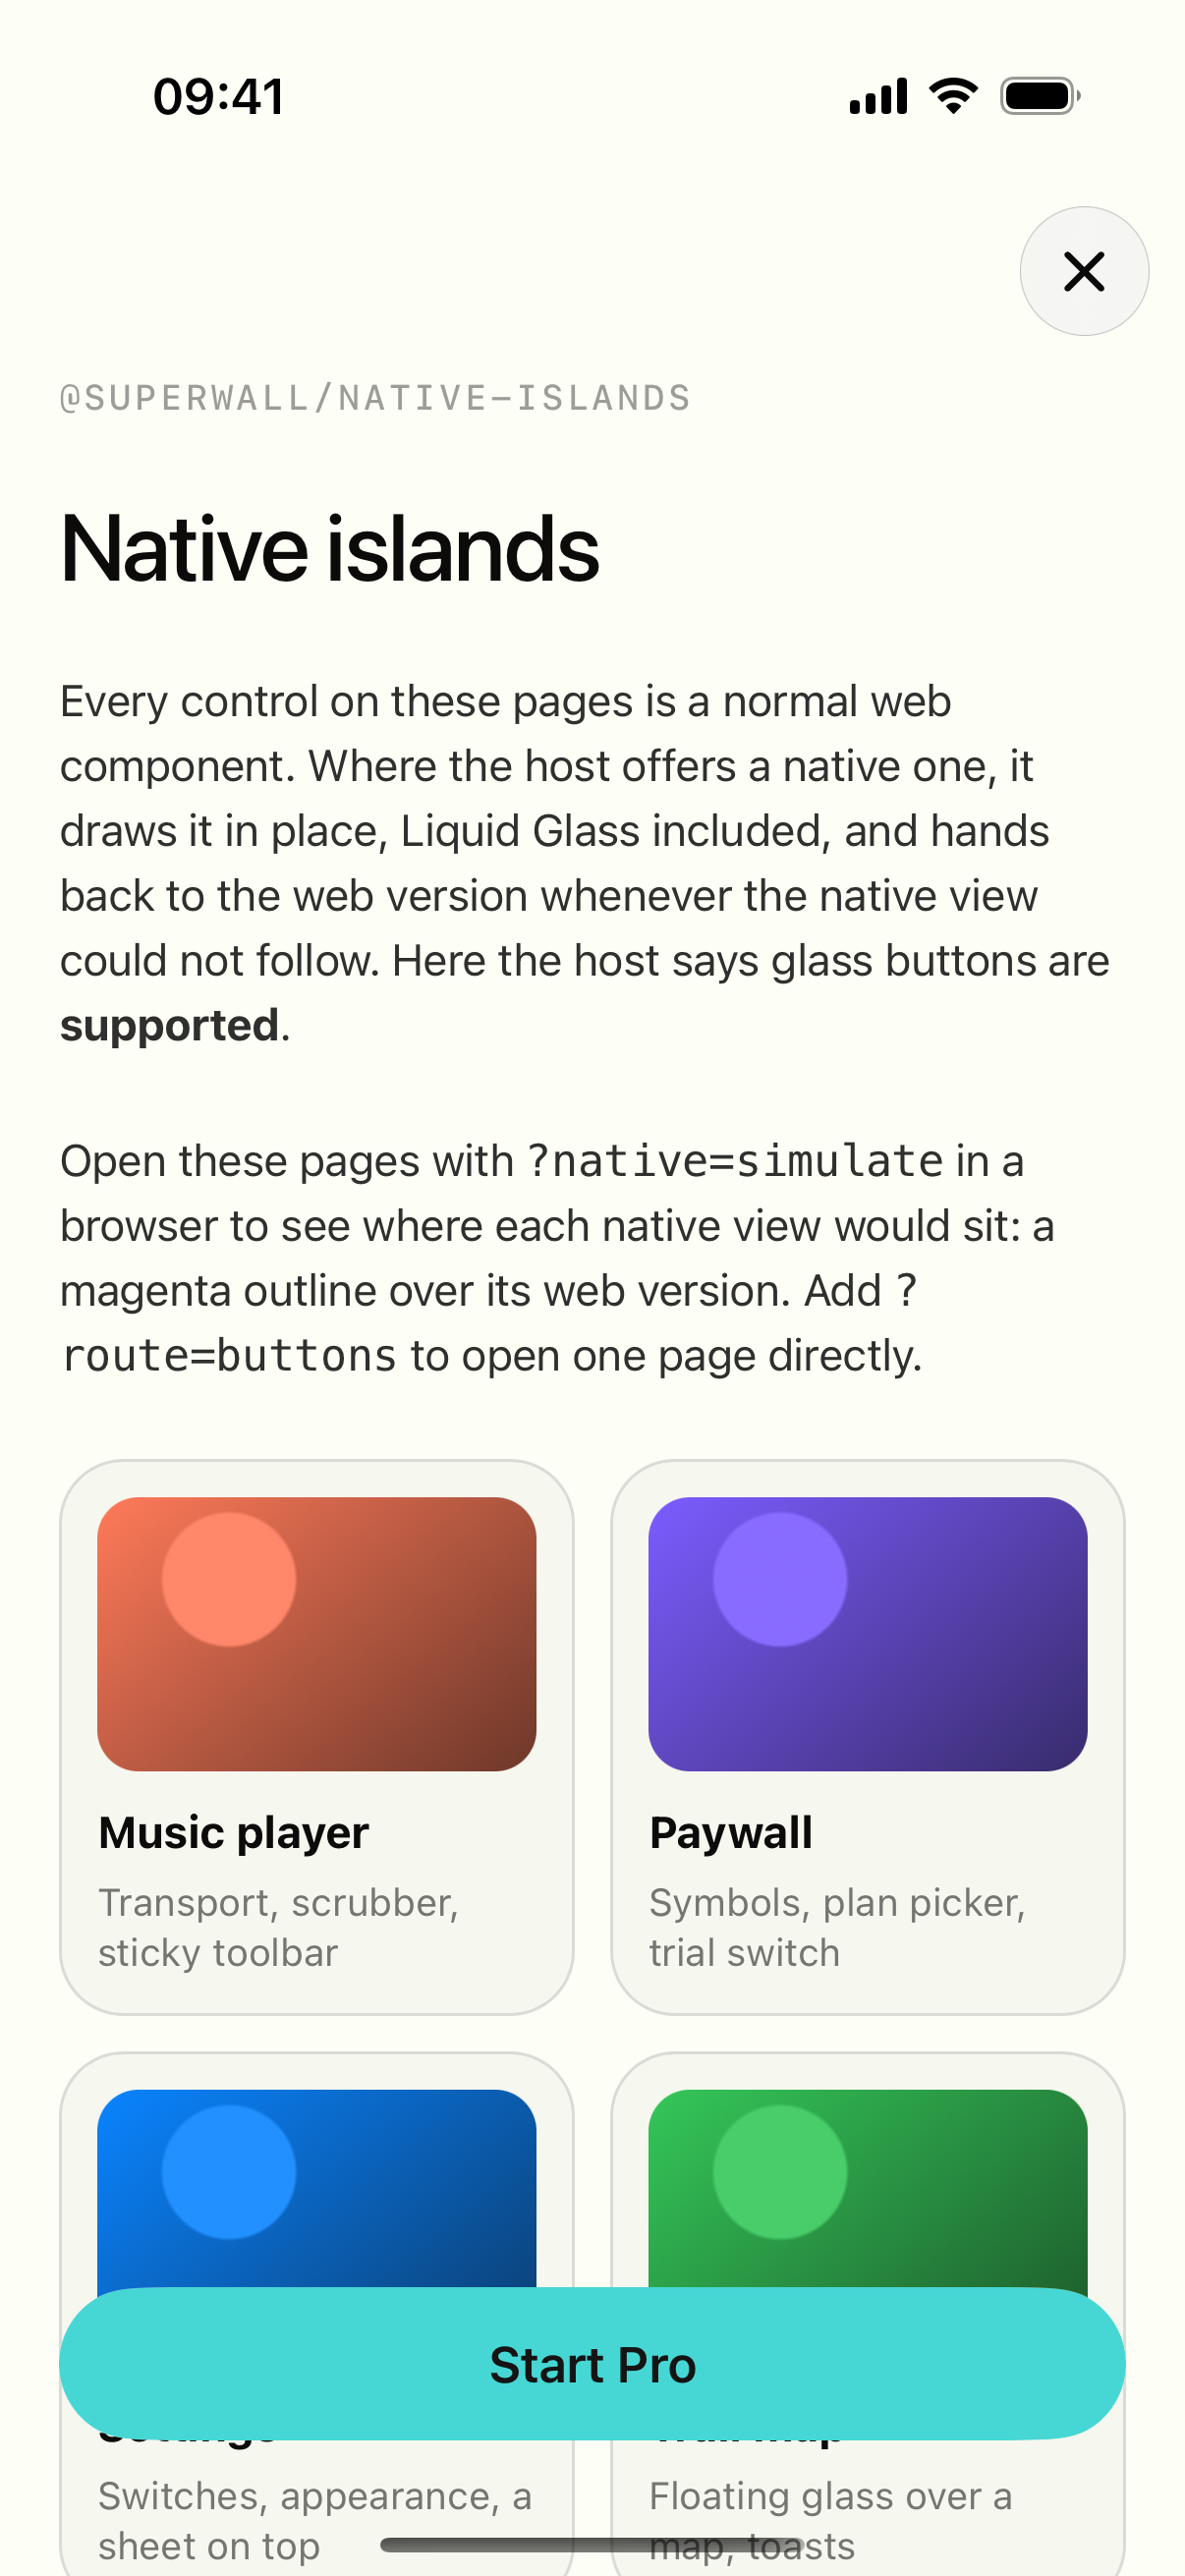 09:41
@SUPERWALL/NATIVE-ISLANDS
Native islands
Every control on these pages is a normal web
component. Where the host offers a native one, it
draws it in place, Liquid Glass included, and hands
back to the web version whenever the native view
could not follow. Here the host says glass buttons are
supported.
Open these pages with ?native=simulate in a
browser to see where each native view would sit: a
magenta outline over its web version. Add ?
route=buttons to open one page directly.
Music player
Transport, scrubber,
sticky toolbar
Paywall
Symbols, plan picker,
trial switch
Start Pro
Switches, appearance, a
sheet on top
Floating glass over a
map, toasts